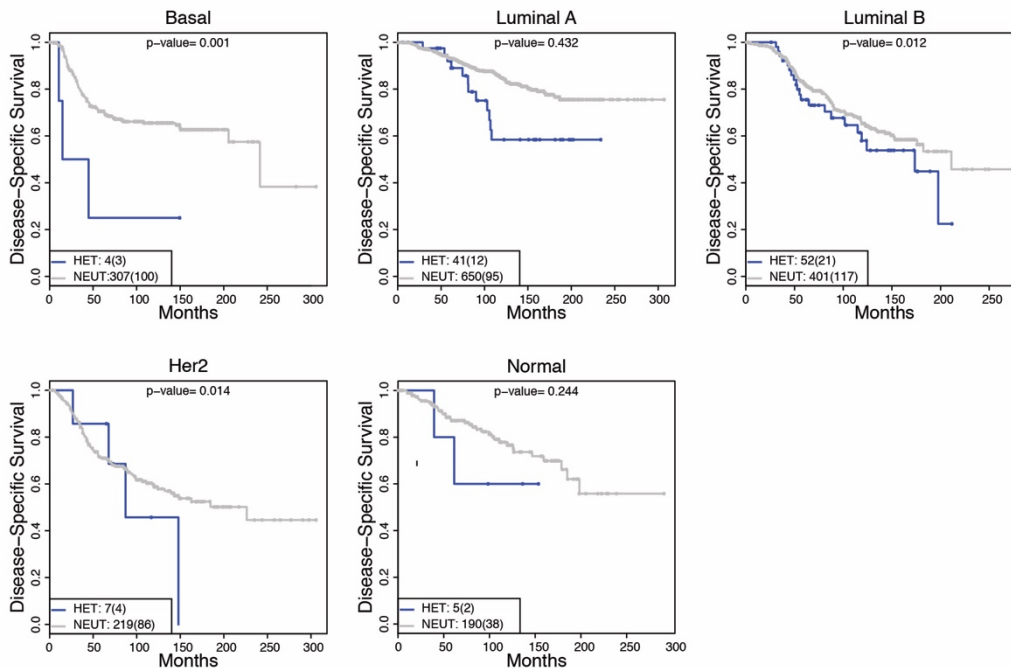 Basal
p-value= 0.001
Disease−Specific Survival
1.0
0.8
0.6
0.4
0.2
0.0
HET: 4(3)
NEUT:307(100)
0 50 100 150 200 250 300
Months
Luminal A
p-value= 0.432
Disease−Specific Survival
1.0
0.8
0.6
0.4
0.2
0.0
HET: 41(12)
NEUT: 650(95)
0 50 100 150 200 250 300
Months
Luminal B
p-value= 0.012
Disease−Specific Survival
1.0
0.8
0.6
0.4
0.2
0.0
HET: 52(21)
NEUT: 401(117)
0 50 100 150 200 250
Months
Her2
p-value= 0.014
Disease−Specific Survival
1.0
0.8
0.6
0.4
0.2
0.0
HET: 7(4)
NEUT: 219(86)
0 50 100 150 200 250 300
Months
Normal
p-value= 0.244
Disease−Specific Survival
1.0
0.8
0.6
0.4
0.2
0.0
HET: 5(2)
NEUT: 190(38)
0 50 100 150 200 250 300
Months